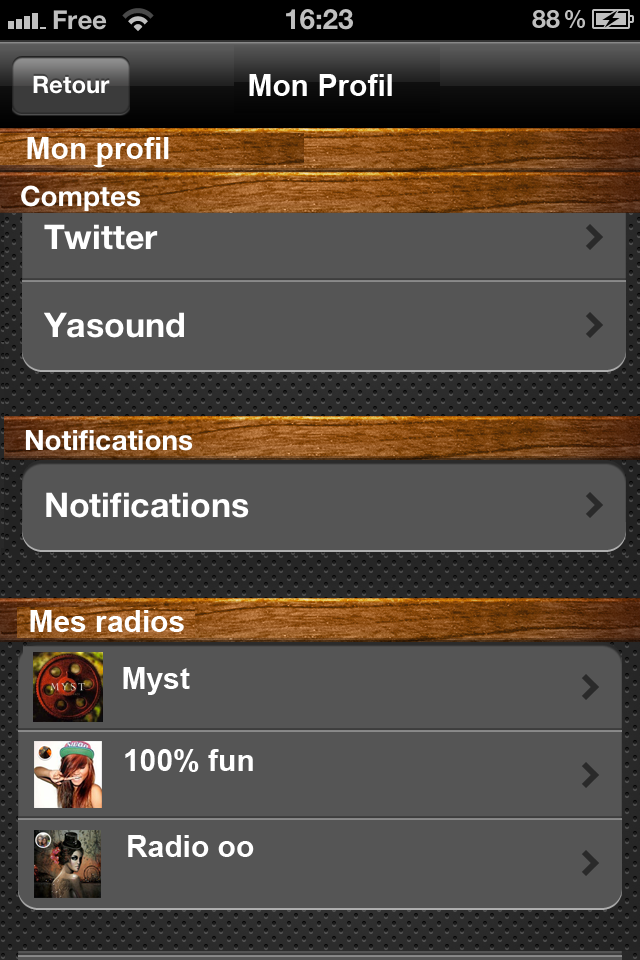 Free 16:23 88 %
Retour Mon Profil
Mon profil
Comptes
Twitter
Yasound
Notifications
Notifications
Mes radios
MYST
Myst
100% fun
Radio oo